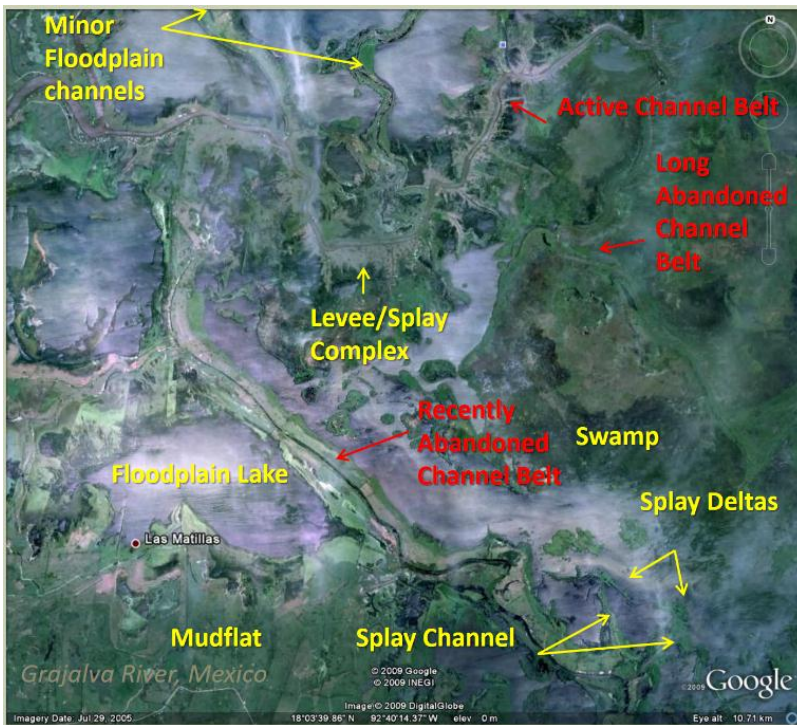 Minor
Floodplain
channels
N
Active Channel Belt
Long
Abandoned
Channel
Belt
Levee/Splay
Complex
Recently
Abandoned
Channel Belt
Swamp
Floodplain Lake
Splay Deltas
Las Matillas
Mudflat
Splay Channel
Grajalva River, Mexico
© 2009 Google
© 2009 INEGI
Image © 2009 DigitalGlobe
©2009 Google
Imagery Date: Jul 29, 2005
18°03'39.86" N 92°40'14.37" W elev 0 m
Eye alt 10.71 km